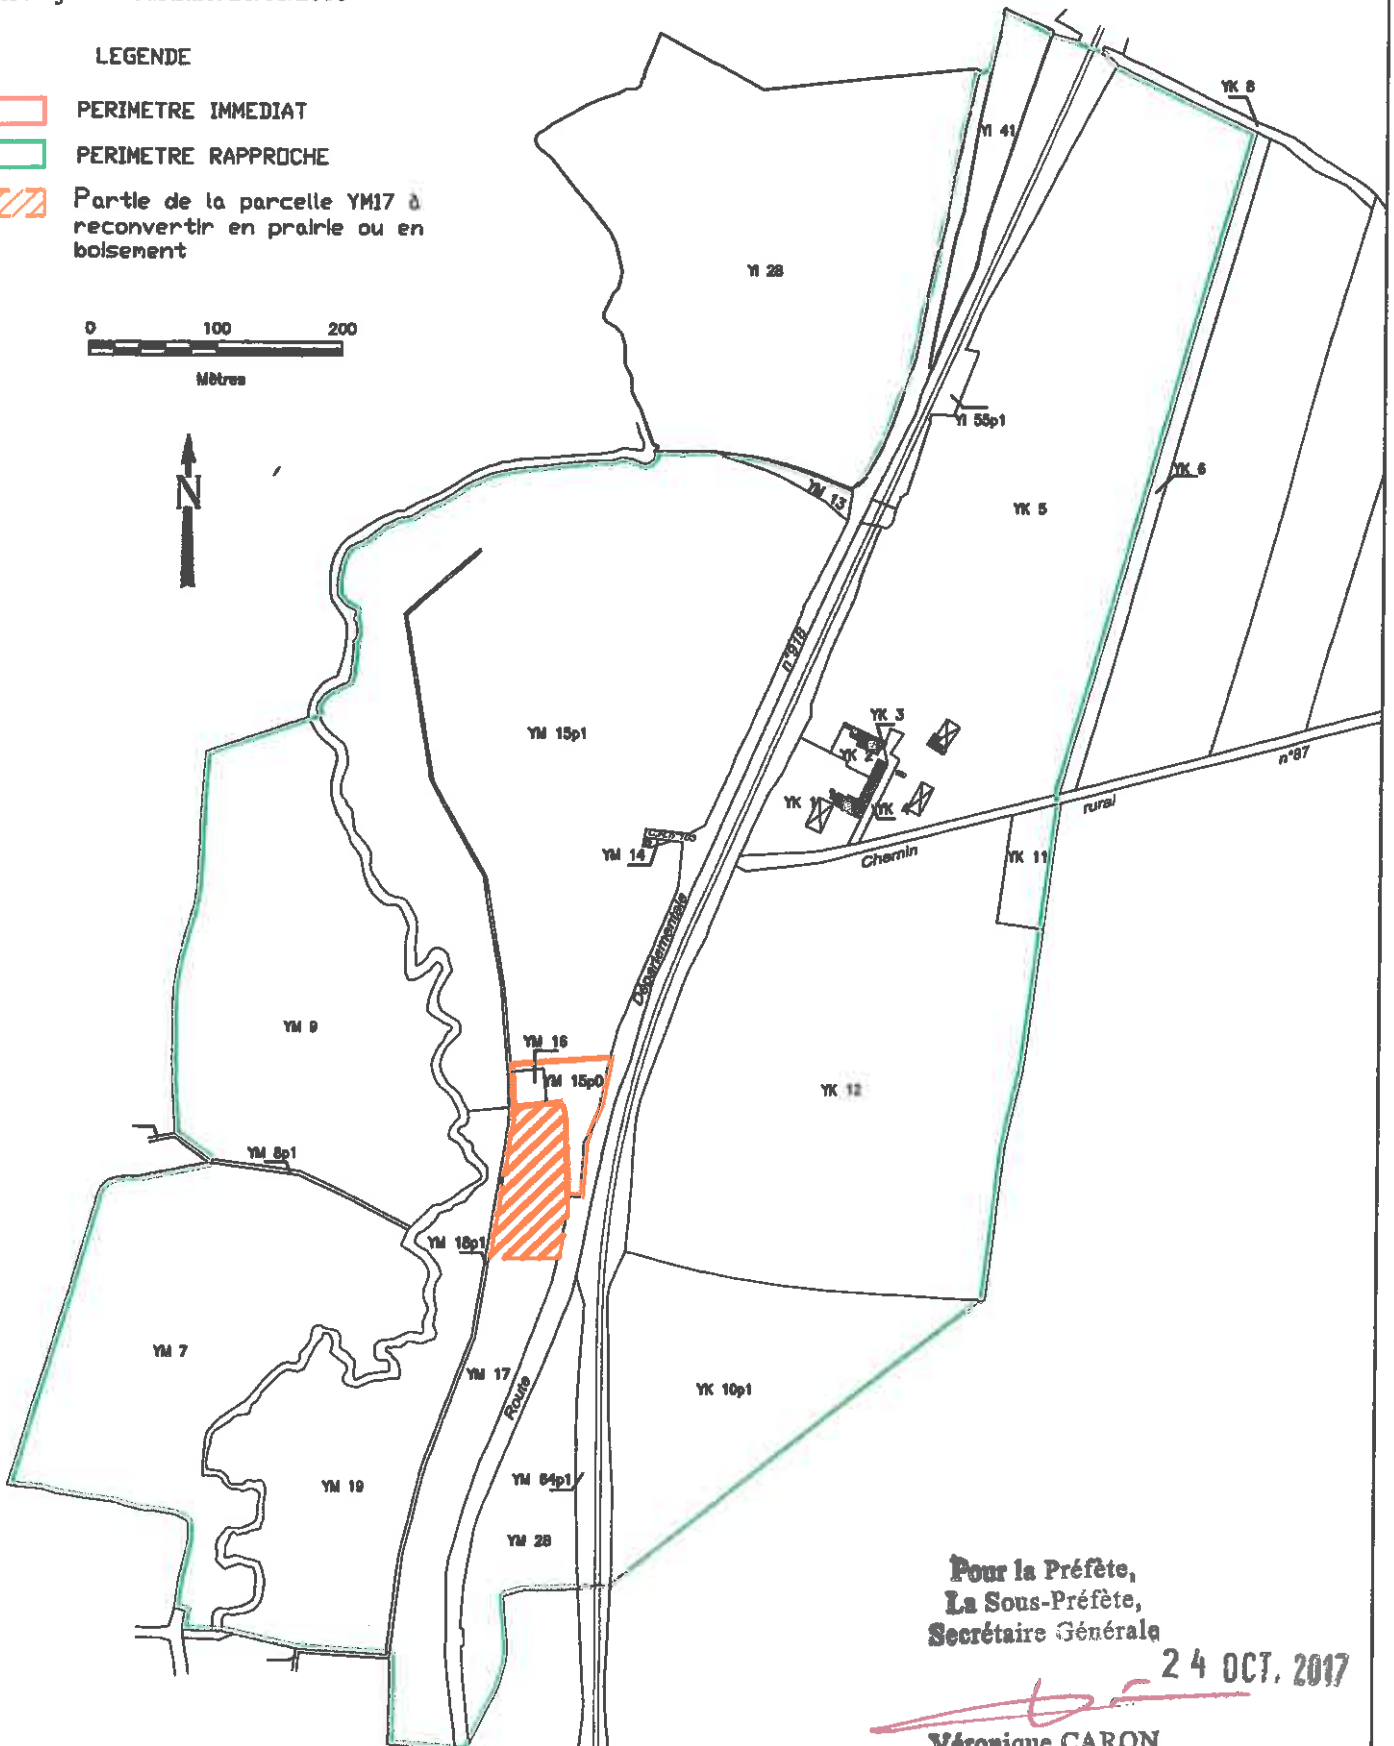 LEGENDE
PERIMETRE IMMEDIAT
PERIMETRE RAPPROCHE
Partie de la parcelle YM17 à
reconvertir en prairie ou en
boisement
0 100 200
Mètres
N
YK 8
YI 41
YI 28
YI 55p1
YK 6
YM 13
YK 5
n°918
YM 15p1
YK 3
YK 2
YK 1
YK 4
n°87
rural
Chemin
YM 14
YK 11
Départementale
YM 9
YM 16
YM 15p0
YK 12
YM 8p1
YM 18p1
YM 7
YM 17
Route
YK 10p1
YM 19
YM 64p1
YM 28
Pour la Préfète,
La Sous-Préfète,
Secrétaire Générale
24 OCT. 2017
Véronique CARON